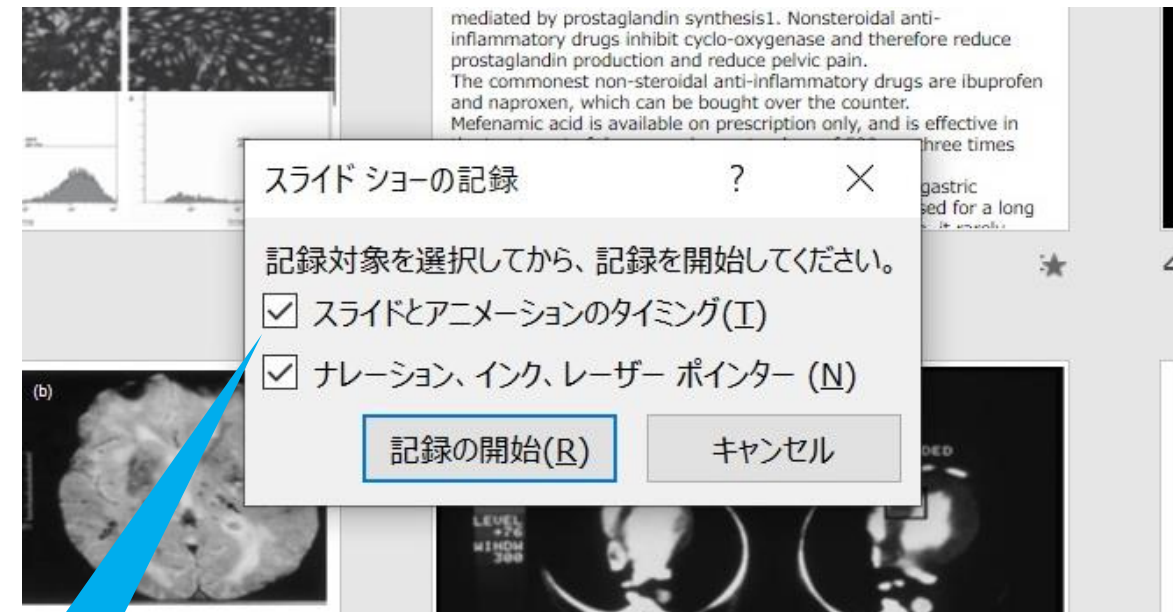 mediated by prostaglandin synthesis1. Nonsteroidal anti-
inflammatory drugs inhibit cyclo-oxygenase and therefore reduce
prostaglandin production and reduce pelvic pain.
The commonest non-steroidal anti-inflammatory drugs are ibuprofen
and naproxen, which can be bought over the counter.
Mefenamic acid is available on prescription only, and is effective in
three times
gastric
sed for a long
スライド ショーの記録 ?
記録対象を選択してから、記録を開始してください。
スライドとアニメーションのタイミング(T)
ナレーション、インク、レーザー ポインター (N)
記録の開始(R) キャンセル
(b)
DED
LEVEL
+76
WINDW
300